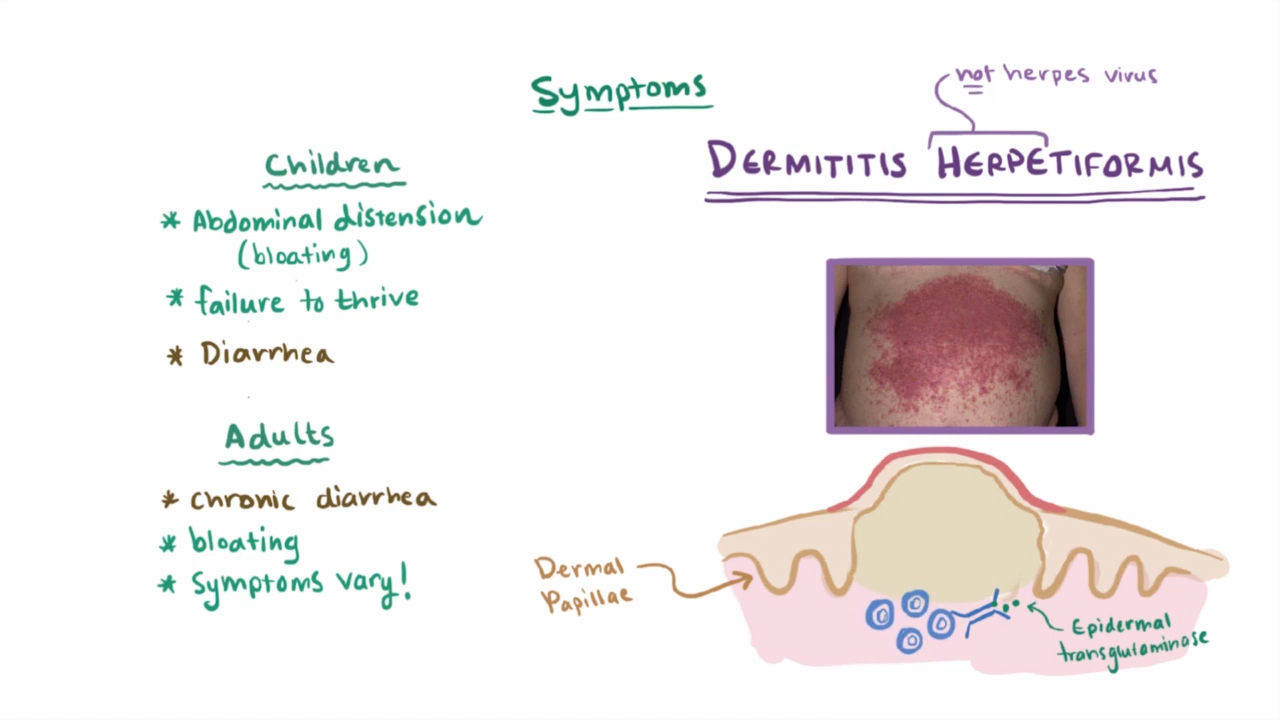 Symptoms
Children
* Abdominal distension
(bloating)
* failure to thrive
* Diarrhea
Adults
* chronic diarrhea
* bloating
* Symptoms vary!
not herpes virus
DERMITITIS HERPETIFORMIS
Dermal
Papillae
Epidermal
transglutaminase